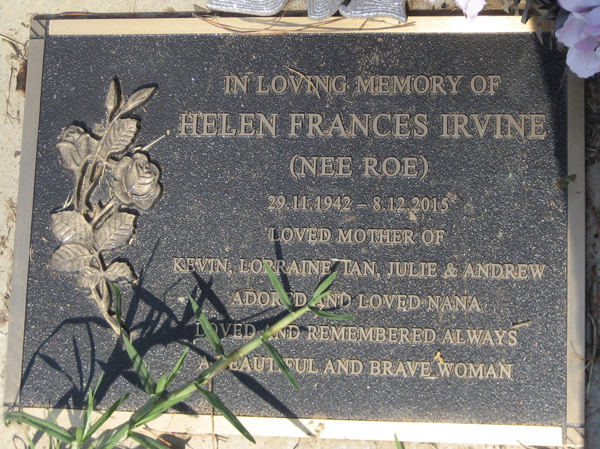 IN LOVING MEMORY OF
HELEN FRANCES IRVINE
(NEE ROE)
29.11.1942 – 8.12.2015
LOVED MOTHER OF
KEVIN, LORRAINE, IAN, JULIE & ANDREW
ADORED AND LOVED NANA
LOVED AND REMEMBERED ALWAYS
A BEAUTIFUL AND BRAVE WOMAN